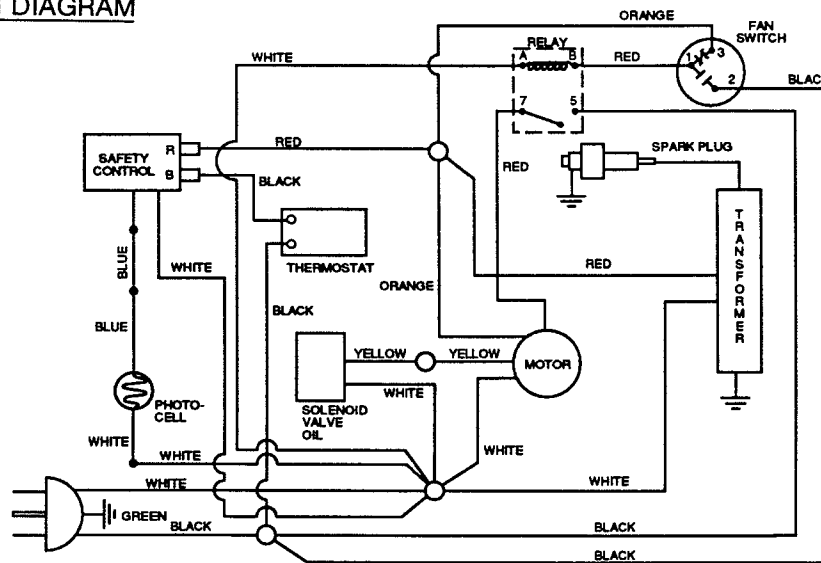 DIAGRAM
ORANGE
FAN
SWITCH
RELAY
WHITE
A
B
RED
1
3
2
7
5
SAFETY
CONTROL
R
B
RED
BLACK
RED
SPARK PLUG
BLUE
WHITE
THERMOSTAT
ORANGE
RED
TRANSFORMER
BLACK
BLUE
YELLOW
YELLOW
MOTOR
WHITE
PHOTO-
CELL
SOLENOID
VALVE
OIL
WHITE
WHITE
WHITE
WHITE
WHITE
GREEN
BLACK
BLACK
BLACK